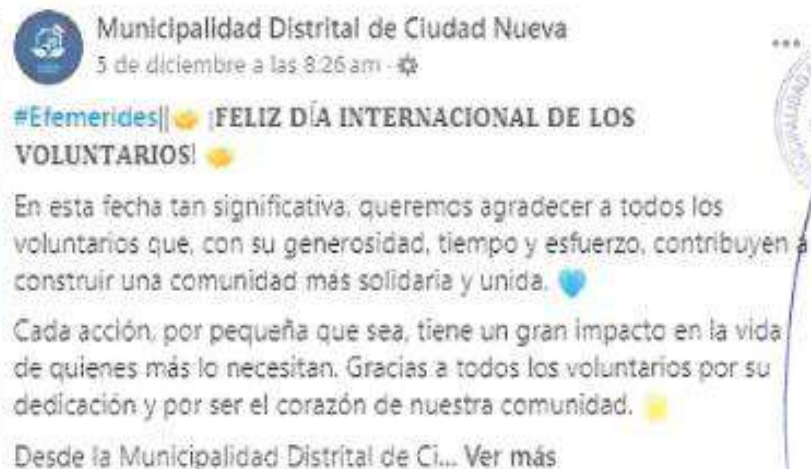 Municipalidad Distrital de Ciudad Nueva
5 de diciembre a las 8:26 am ·
#Efemerides||🤝 ¡FELIZ DÍA INTERNACIONAL DE LOS
VOLUNTARIOS! 🤝
En esta fecha tan significativa, queremos agradecer a todos los
voluntarios que, con su generosidad, tiempo y esfuerzo, contribuyen a
construir una comunidad más solidaria y unida. 💙
Cada acción, por pequeña que sea, tiene un gran impacto en la vida
de quienes más lo necesitan. Gracias a todos los voluntarios por su
dedicación y por ser el corazón de nuestra comunidad. 🌟
Desde la Municipalidad Distrital de Ci... Ver más